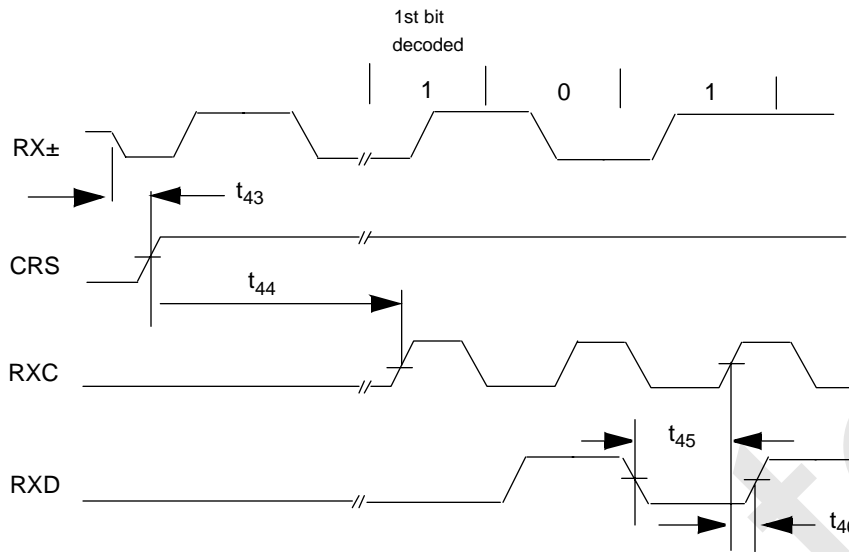 1st bit
decoded
1 0 1
RX±
t43
CRS
t44
RXC
t45
RXD